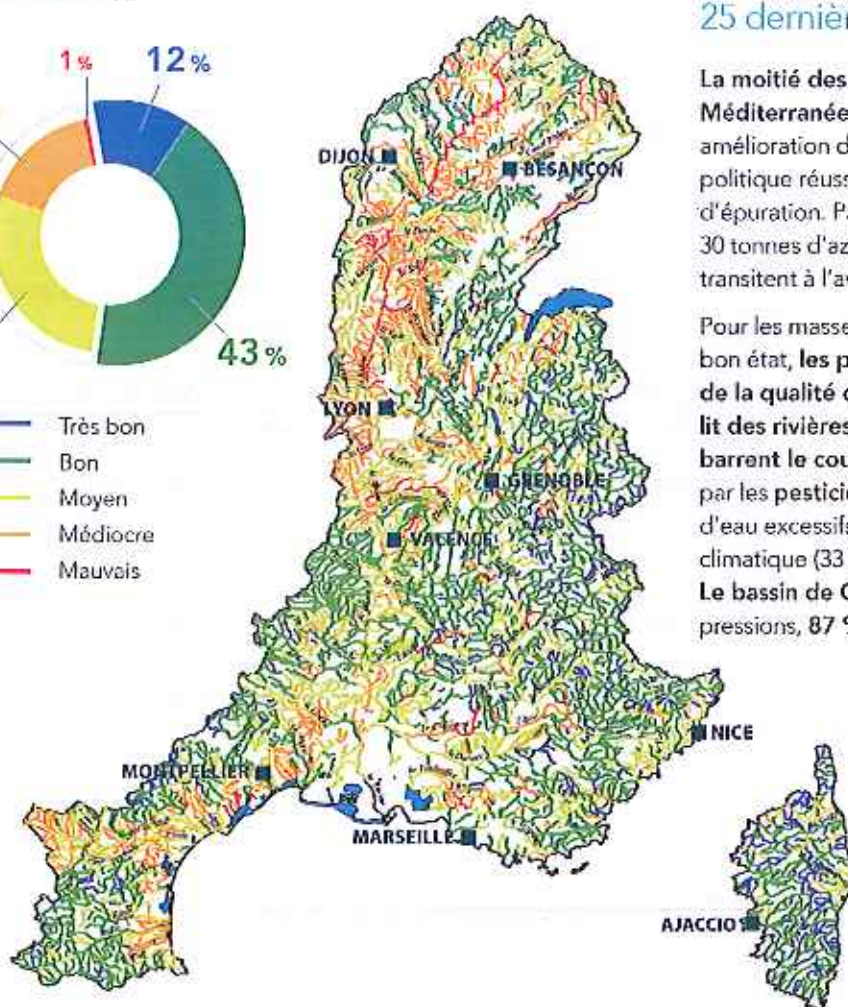 1 %
12 %
43 %
Très bon
Bon
Moyen
Médiocre
Mauvais
DIJON
BESANÇON
LYON
GRENOBLE
VALENCE
MONTPELLIER
MARSEILLE
NICE
AJACCIO
25 dernièr
La moitié des
Méditerranée
amélioration d
politique réuss
d'épuration. Pa
30 tonnes d'az
transitent à l'av
Pour les masse
bon état, les p
de la qualité d
lit des rivières
barrent le cou
par les pesticid
d'eau excessifs
climatique (33
Le bassin de C
pressions, 87 %